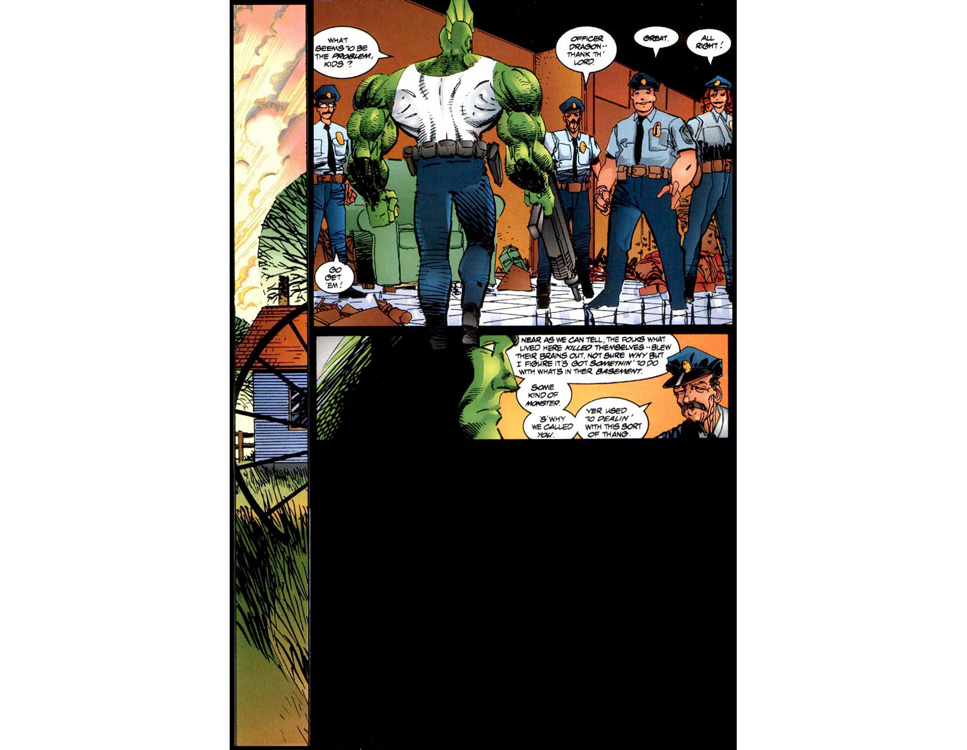 WHAT
SEEMS TO BE
THE PROBLEM,
KIDS?
OFFICER
DRAGON--
THANK TH'
LORD.
GREAT.
ALL
RIGHT!
GO
GET
'EM!
NEAR AS WE CAN TELL, THE FOLKS WHAT
LIVED HERE KILLED THEMSELVES--BLEW
THEIR BRAINS OUT. NOT SURE WHY BUT
I FIGURE IT'S GOT SOMETHIN' TO DO
WITH WHAT'S IN THEIR BASEMENT.
SOME
KIND OF
MONSTER.
'S' WHY
WE CALLED
YOU.
YER USED
TO DEALIN'
WITH THIS SORT
OF THANG.